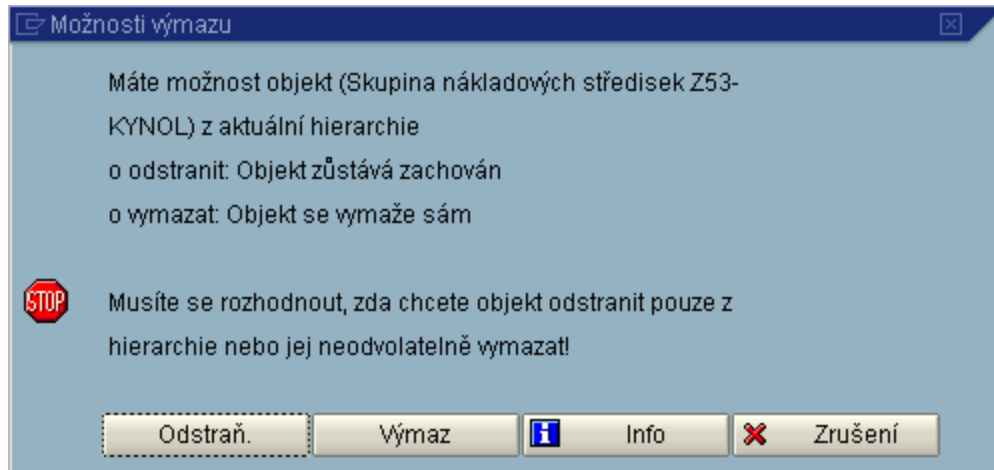 Možnosti výmazu
Máte možnost objekt (Skupina nákladových středisek Z53-
KYNOL) z aktuální hierarchie
o odstranit: Objekt zůstává zachován
o vymazat: Objekt se vymaže sám
STOP
Musíte se rozhodnout, zda chcete objekt odstranit pouze z
hierarchie nebo jej neodvolatelně vymazat!
Odstraň. Výmaz Info Zrušení